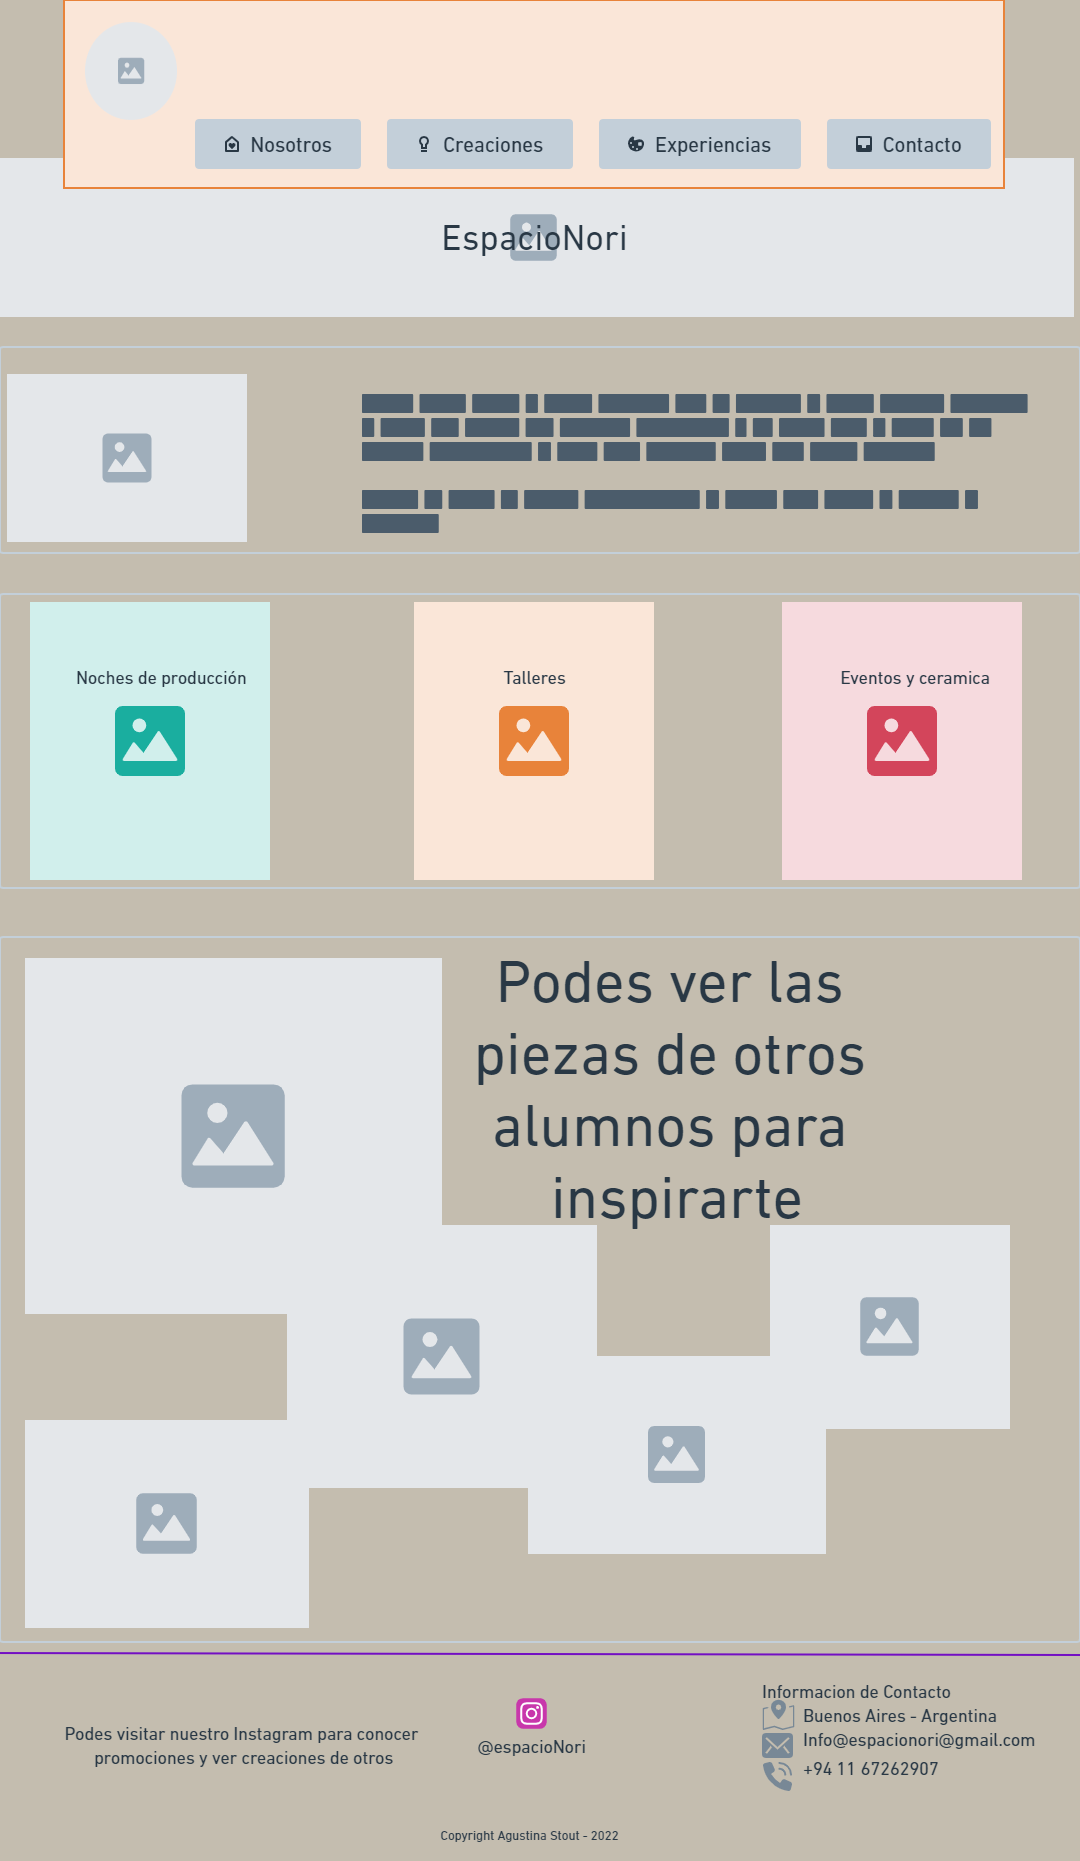 Nosotros
Creaciones
Experiencias
Contacto
EspacioNori
Noches de producción
Talleres
Eventos y ceramica
Podes ver las
piezas de otros
alumnos para
inspirarte
Podes visitar nuestro Instagram para conocer
promociones y ver creaciones de otros
@espacioNori
Informacion de Contacto
Buenos Aires - Argentina
Info@espacionori@gmail.com
+94 11 67262907
Copyright Agustina Stout - 2022